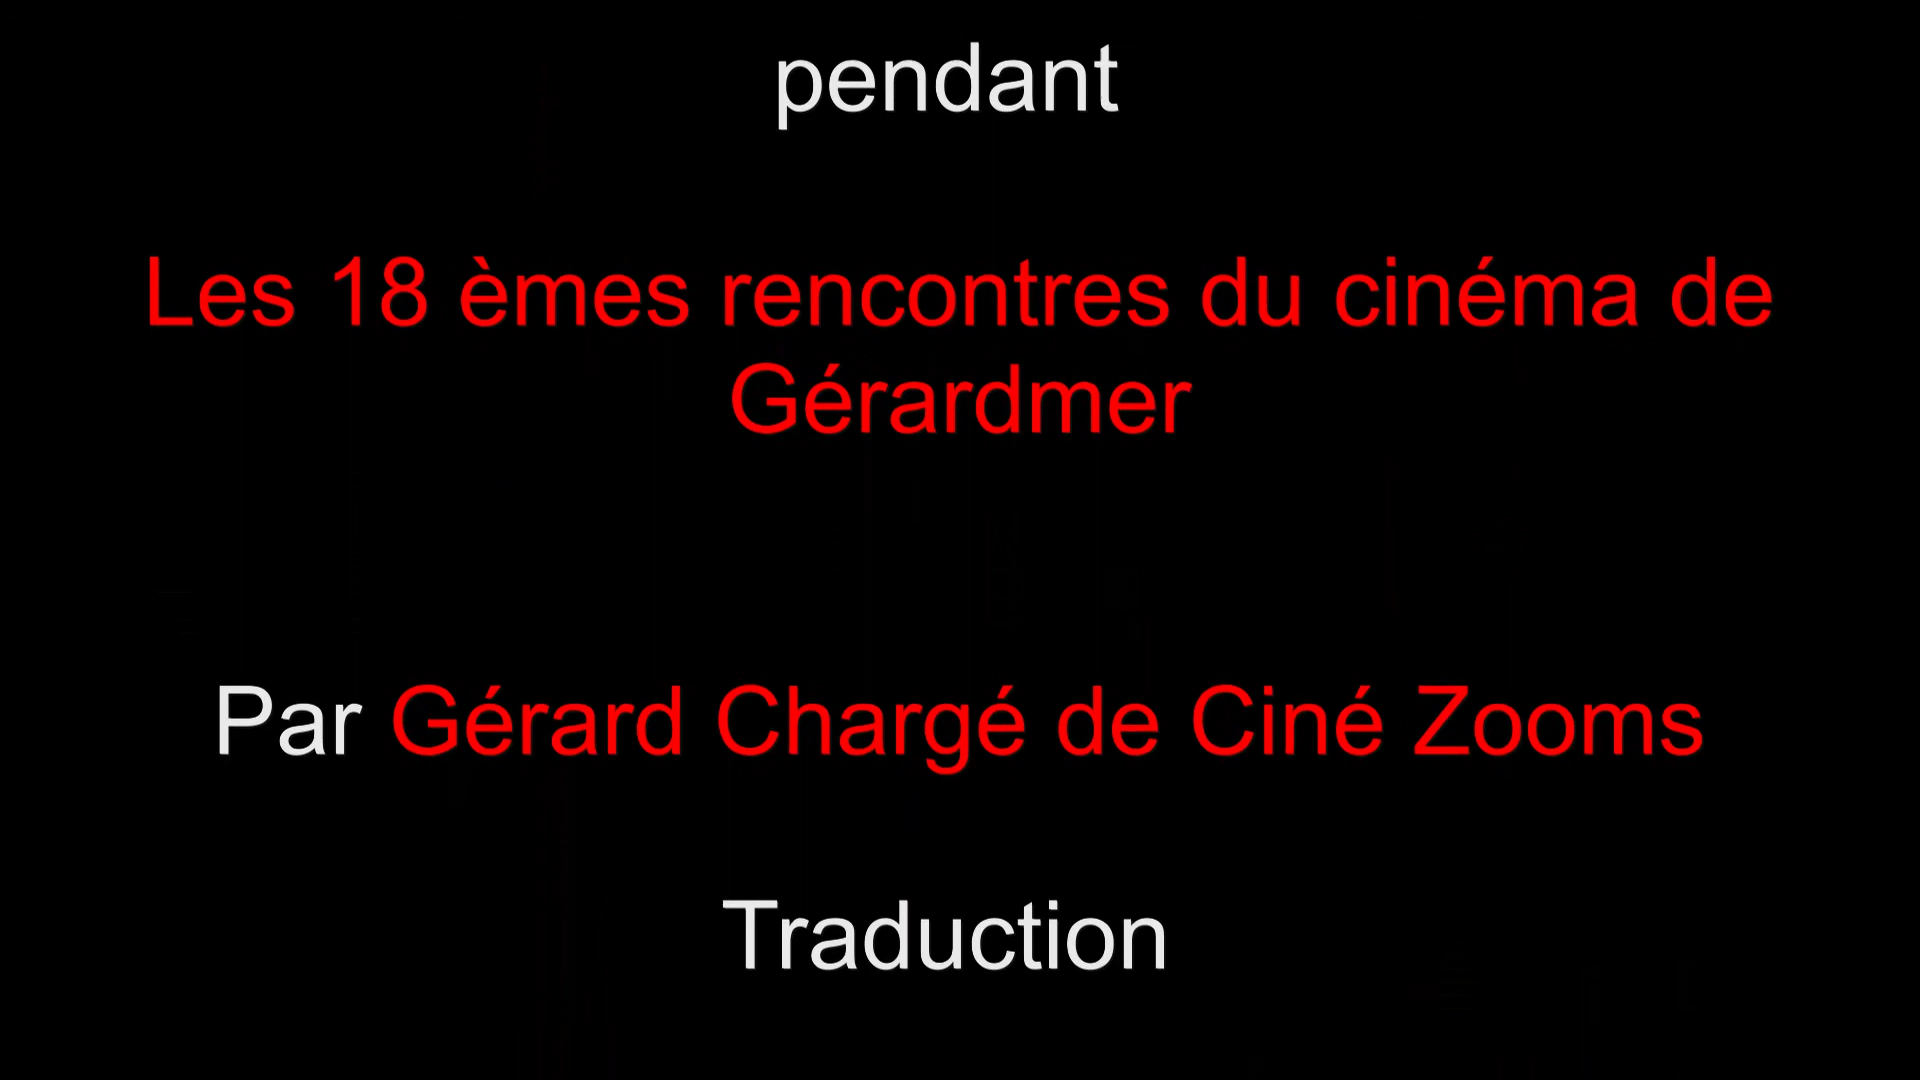 pendant
Les 18 èmes rencontres du cinéma de
Gérardmer
Par Gérard Chargé de Ciné Zooms
Traduction